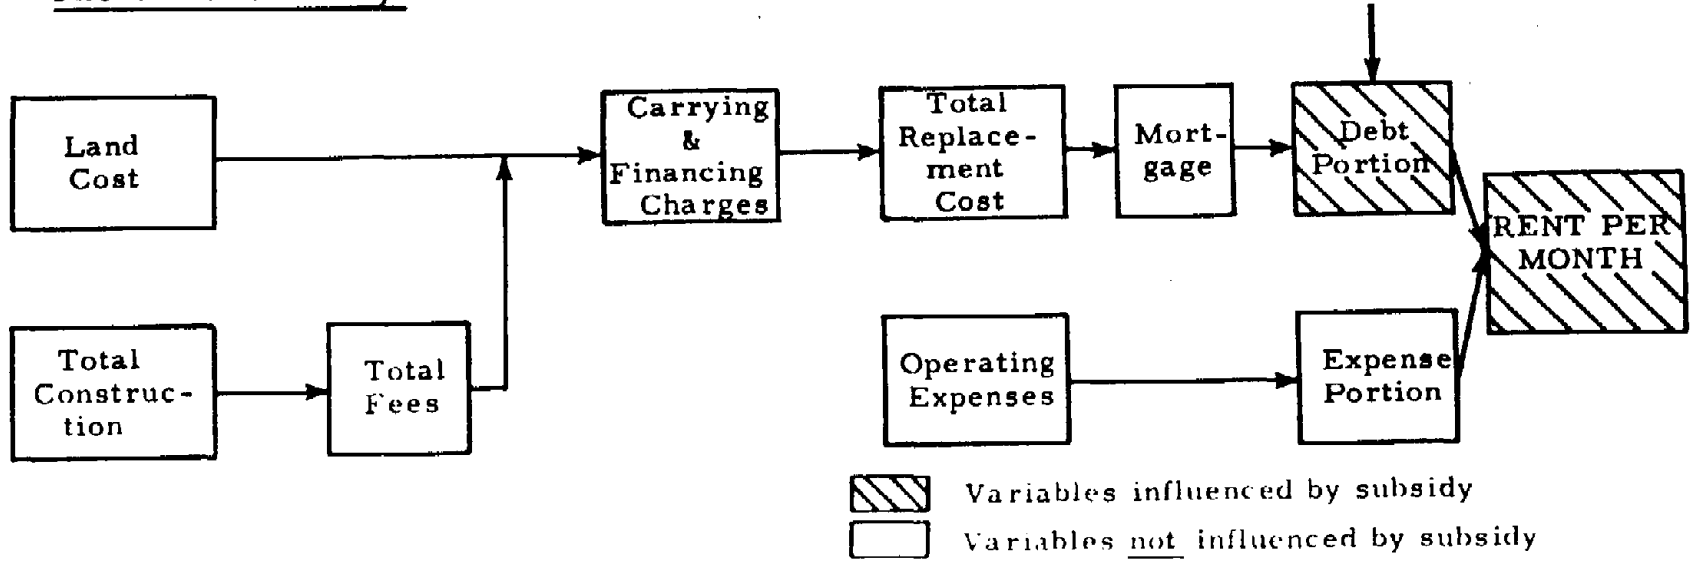 Land
Cost
Carrying
&
Financing
Charges
Total
Replace-
ment
Cost
Mort-
gage
Debt
Portion
RENT PER
MONTH
Total
Construc-
tion
Total
Fees
Operating
Expenses
Expense
Portion
Variables influenced by subsidy
Variables not influenced by subsidy